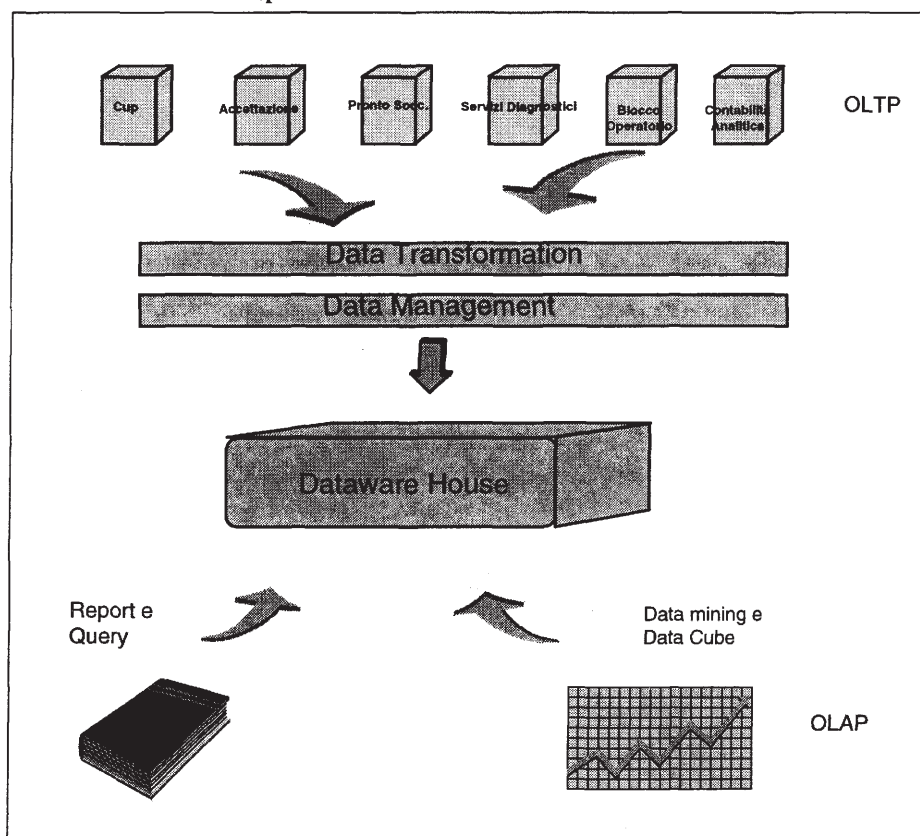 Cup
Accettazione
Pronto Socc.
Servizi Diagnostici
Blocco
Operatorio
Contabilità
Analitica
OLTP
Data Transformation
Data Management
Dataware House
Report e
Query
Data mining e
Data Cube
OLAP